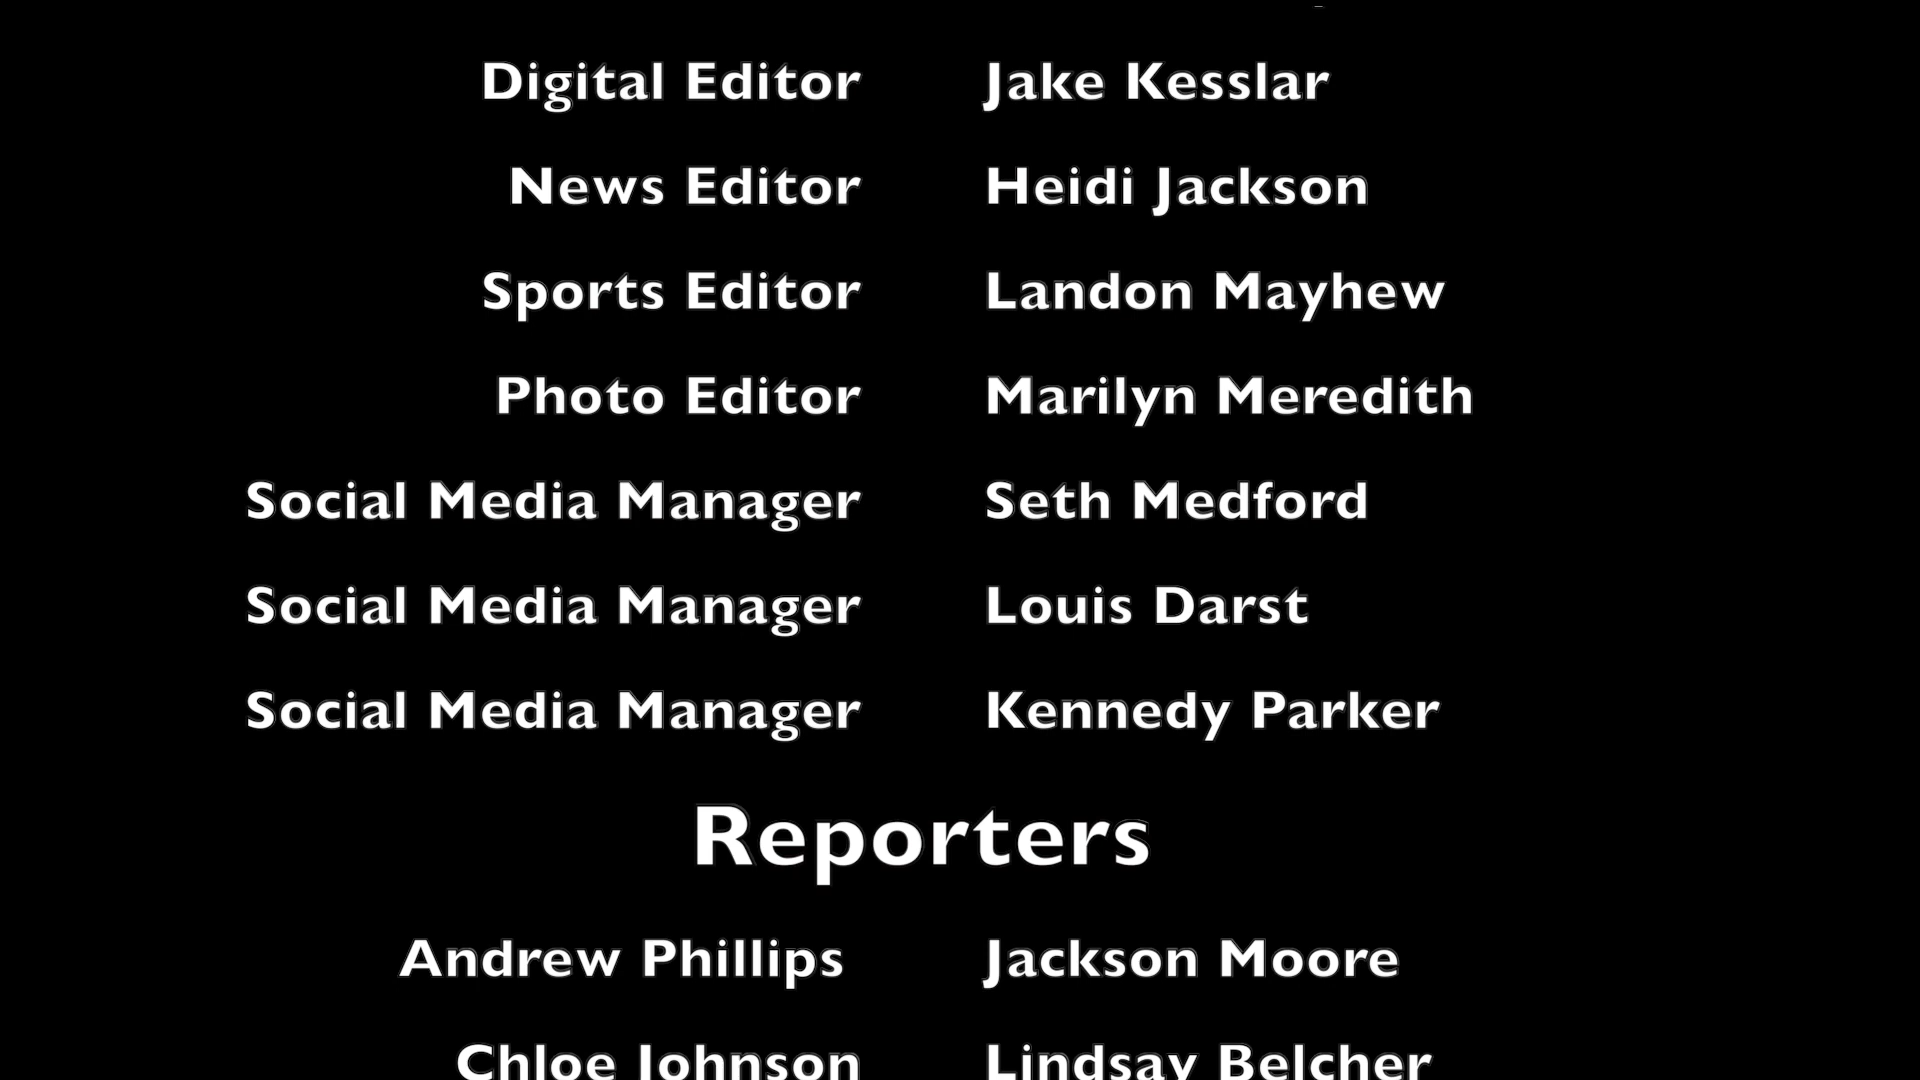 Digital Editor Jake Kesslar
News Editor Heidi Jackson
Sports Editor Landon Mayhew
Photo Editor Marilyn Meredith
Social Media Manager Seth Medford
Social Media Manager Louis Darst
Social Media Manager Kennedy Parker
Reporters
Andrew Phillips Jackson Moore
Chloe Johnson Lindsay Belcher